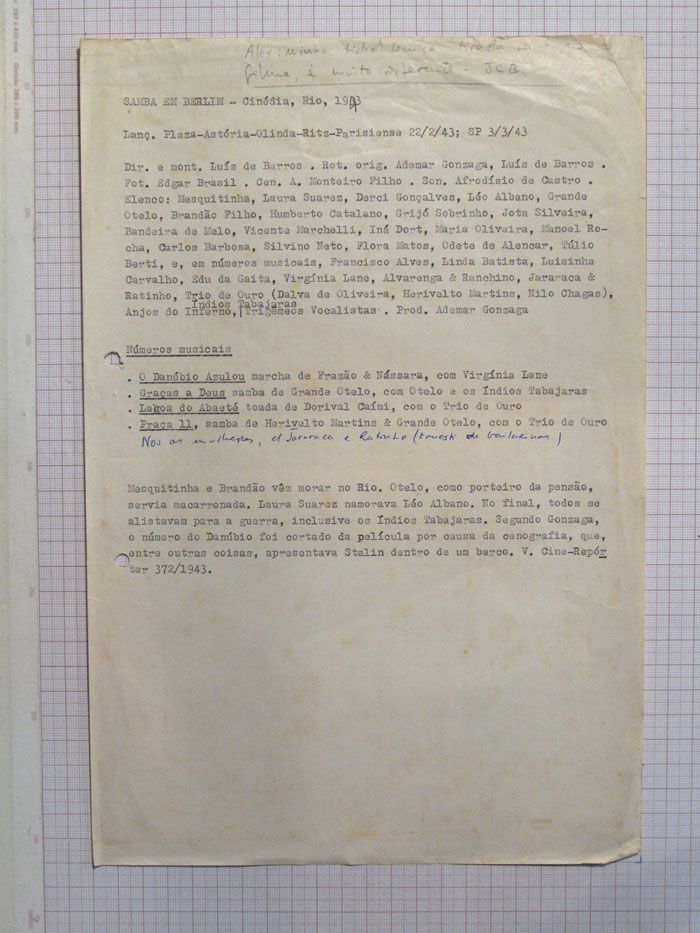 Alex: minha ficha técnica tirada
filme, é muito diferente - JCB
SAMBA EM BERLIM - Cinédia, Rio, 1943
Lanç. Plaza-Astória-Olinda-Ritz-Parisiense 22/2/43; SP 3/3/43
Dir. e mont. Luís de Barros . Rot. orig. Ademar Gonzaga, Luís de Barros .
Fot. Edgar Brasil . Cen. A. Monteiro Filho . Son. Afrodísio de Castro .
Elenco: Mesquitinha, Laura Suarez, Derci Gonçalves, Léo Albano, Grande
Otelo, Brandão Filho, Humberto Catalano, Grijó Sobrinho, Jota Silveira,
Bandeira de Melo, Vicente Marchelli, Iná Dort, Maria Oliveira, Manoel Ro-
cha, Carlos Barbosa, Silvino Neto, Flora Matos, Odete de Alencar, Túlio
Berti, e, em números musicais, Francisco Alves, Linda Batista, Luisinha
Carvalho, Edu da Gaita, Virgínia Lane, Alvarenga & Ranchino, Jararaca &
Ratinho, Trio de Ouro (Dalva de Oliveira, Herivelto Martins, Nilo Chagas),
Índios Tabajaras
Anjos do Inferno, Trigêmeos Vocalistas . Prod. Ademar Gonzaga
Números musicais
. O Danúbio Azulou marcha de Frazão & Nássara, com Virgínia Lane
. Graças a Deus samba de Grande Otelo, com Otelo e os Índios Tabajaras
. Lagoa do Abaeté toada de Dorival Caími, com o Trio de Ouro
. Praça 11, samba de Herivelto Martins & Grande Otelo, com o Trio de Ouro
Nós as mulheres, c/ Jararaca e Ratinho (travesti de bailarinas)
Mesquitinha e Brandão vêm morar no Rio. Otelo, como porteiro da pensão,
servia macarronada. Laura Suarez namorava Léo Albano. No final, todos se
alistavam para a guerra, inclusive os Índios Tabajaras. Segundo Gonzaga,
o número do Danúbio foi cortado da película por causa da cenografia, que,
entre outras coisas, apresentava Stalin dentro de um barco. V. Cine-Repór
ter 372/1943.